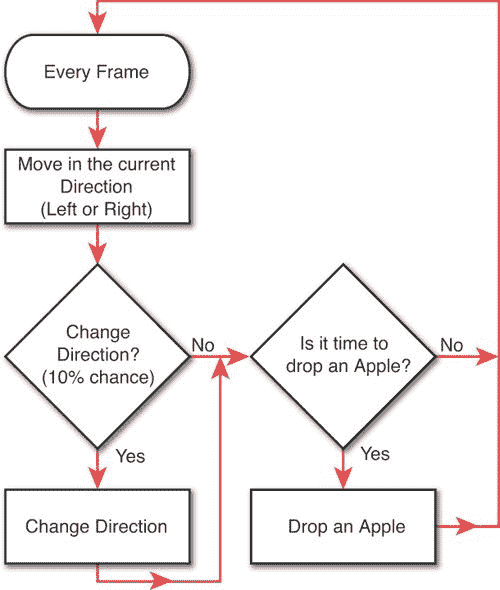 Every Frame
Move in the current
Direction
(Left or Right)
Change
Direction?
(10% chance)
No
Yes
Change Direction
Is it time to
drop an Apple?
No
Yes
Drop an Apple